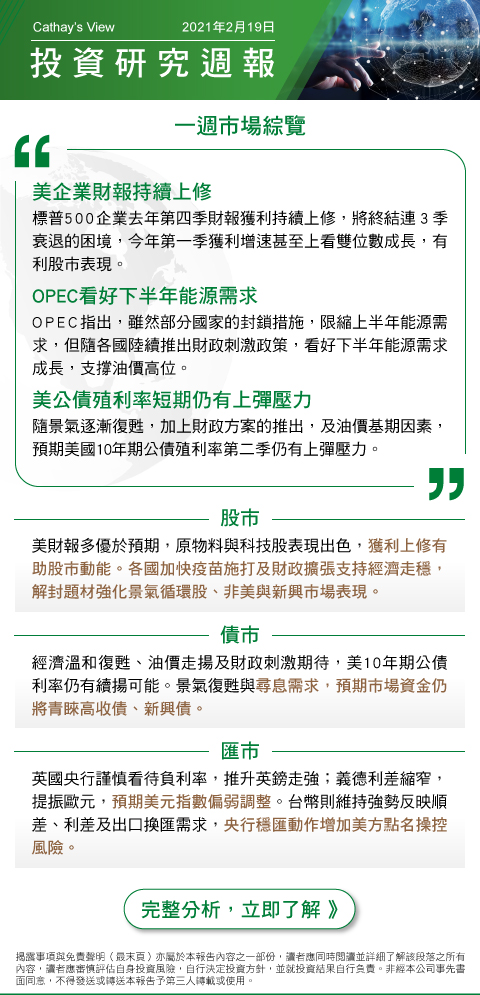 Cathay's View 2021年2月19日
投資研究週報
一週市場綜覽
美企業財報持續上修
標普500企業去年第四季財報獲利持續上修，將終結連 3 季
衰退的困境，今年第一季獲利增速甚至上看雙位數成長，有
利股市表現。
OPEC看好下半年能源需求
OPEC指出，雖然部分國家的封鎖措施，限縮上半年能源需
求，但隨各國陸續推出財政刺激政策，看好下半年能源需求
成長，支撐油價高位。
美公債殖利率短期仍有上彈壓力
隨景氣逐漸復甦，加上財政方案的推出，及油價基期因素，
預期美國10年期公債殖利率第二季仍有上彈壓力。
股市
美財報多優於預期，原物料與科技股表現出色，獲利上修有
助股市動能。各國加快疫苗施打及財政擴張支持經濟走穩，
解封題材強化景氣循環股、非美與新興市場表現。
債市
經濟溫和復甦、油價走揚及財政刺激期待，美10年期公債
利率仍有續揚可能。景氣復甦與尋息需求，預期市場資金仍
將青睞高收債、新興債。
匯市
英國央行謹慎看待負利率，推升英鎊走強；義德利差縮窄，
提振歐元，預期美元指數偏弱調整。台幣則維持強勢反映順
差、利差及出口換匯需求，央行穩匯動作增加美方點名操控
風險。
完整分析，立即了解 》
揭露事項與免責聲明（最末頁）亦屬於本報告內容之一部份，讀者應同時閱讀並詳細了解該段落之所有
內容，讀者應審慎評估自身投資風險，自行決定投資方針，並就投資結果自行負責。非經本公司事先書
面同意，不得發送或轉送本報告予第三人轉載或使用。